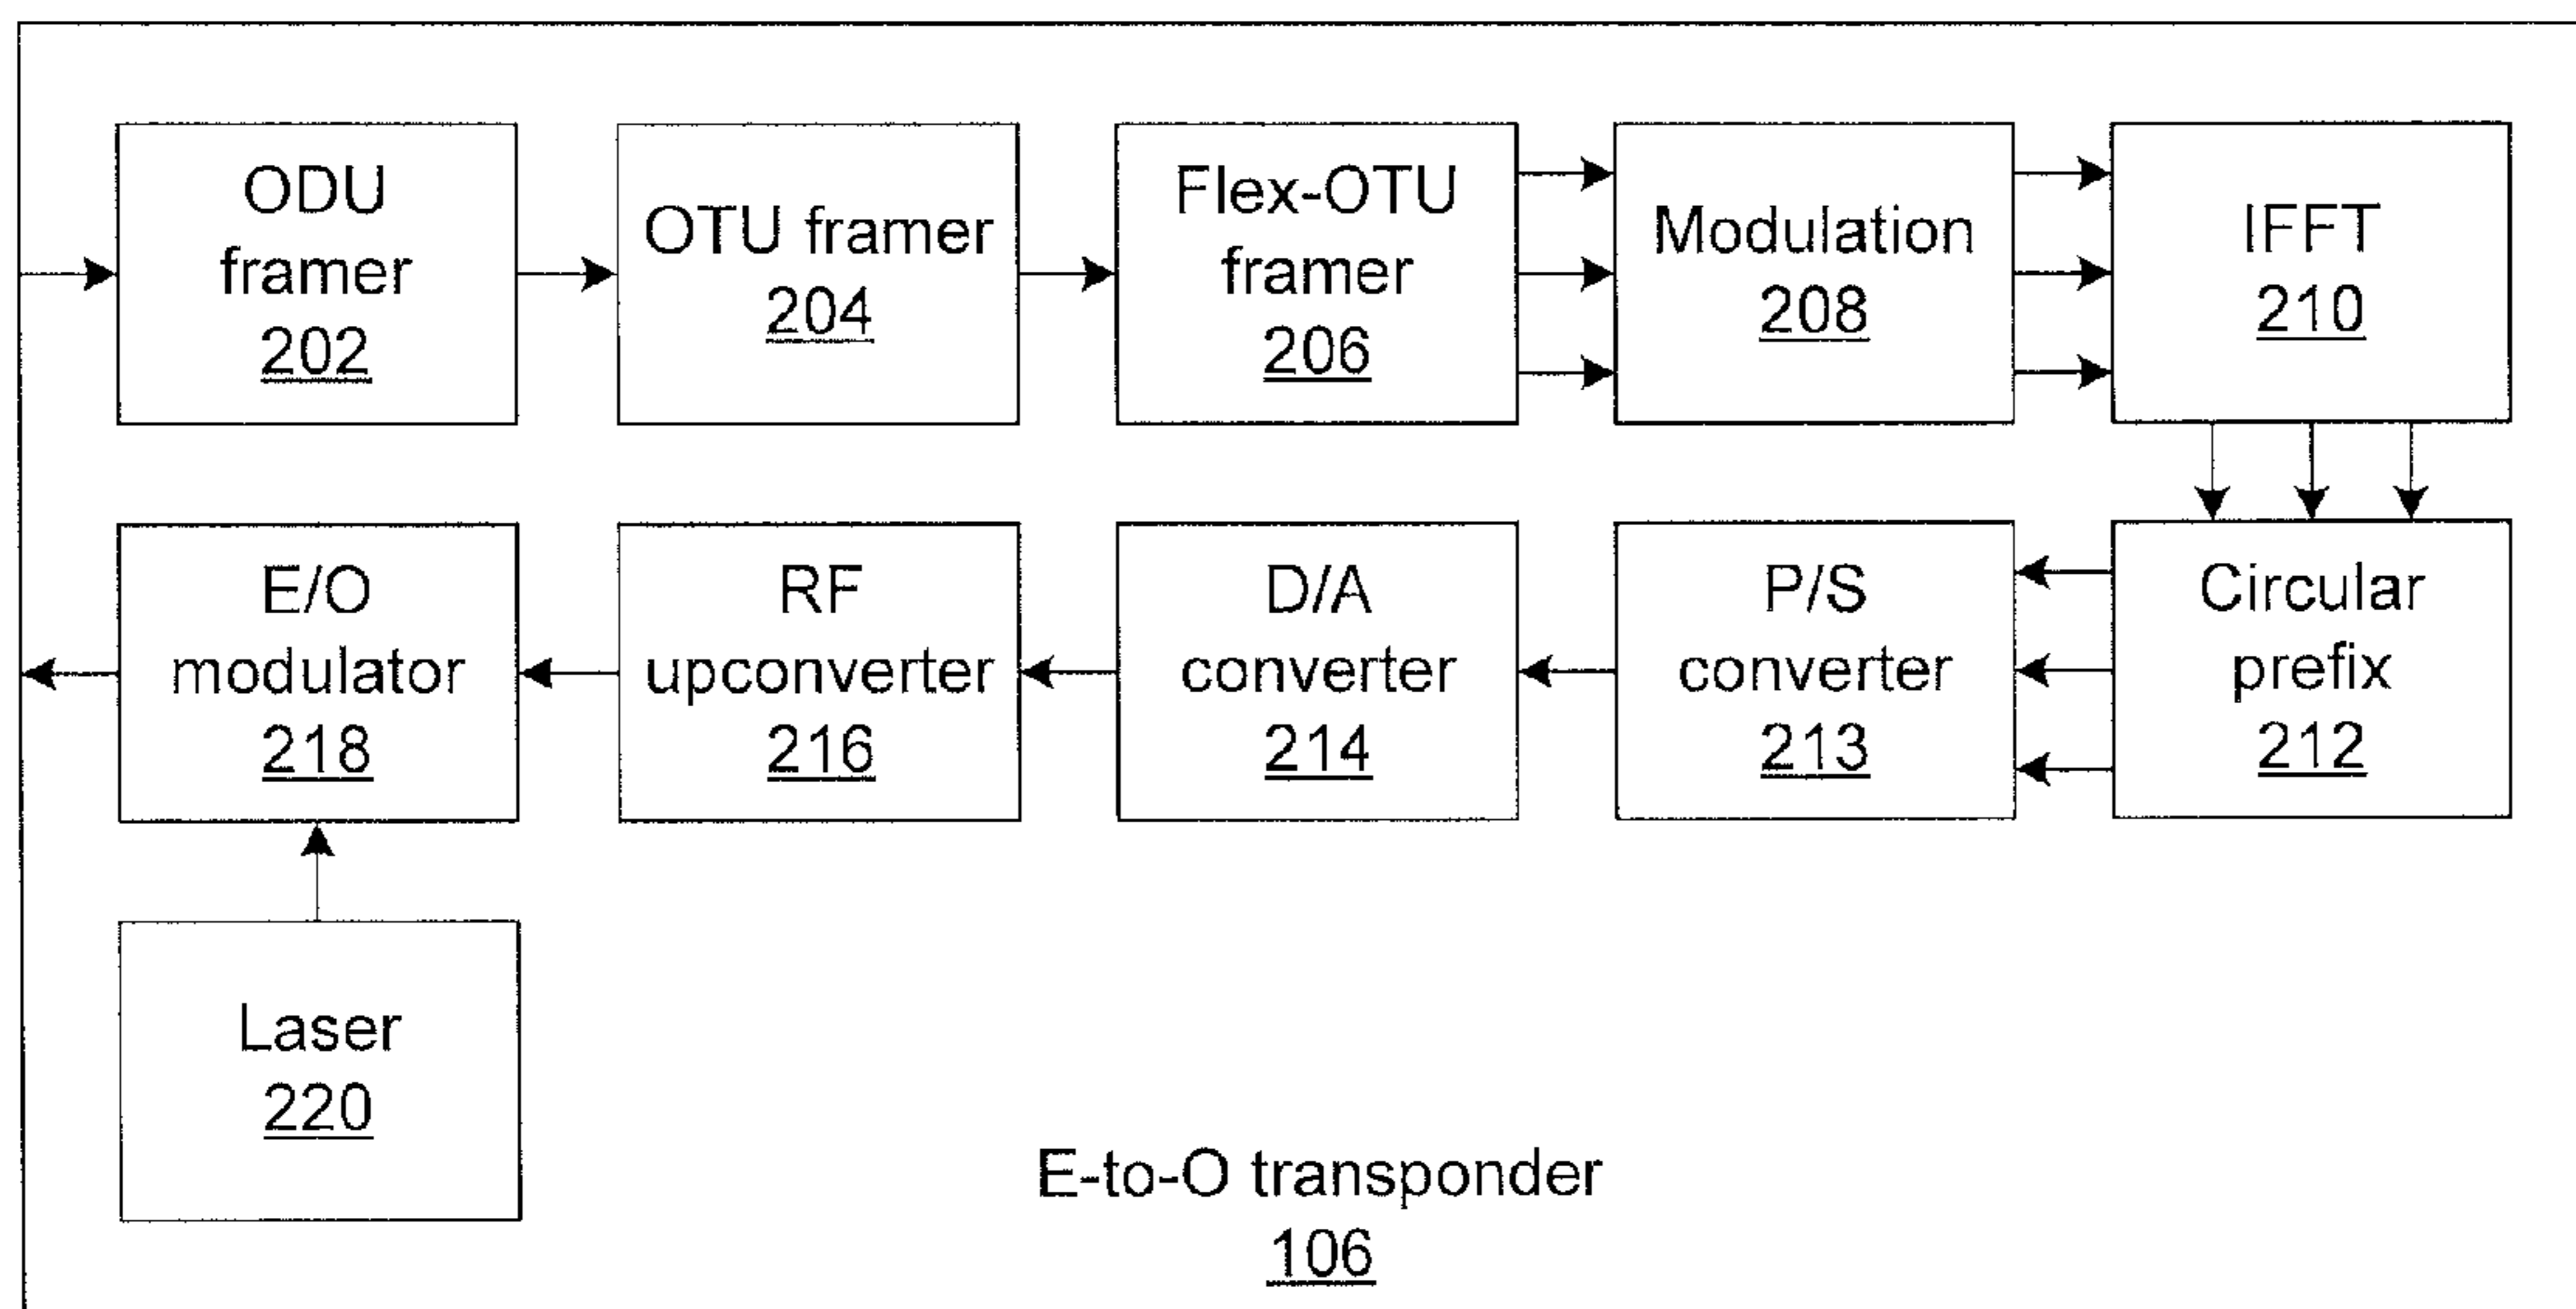 ODU
framer
202
OTU framer
204
Flex-OTU
framer
206
Modulation
208
IFFT
210
E/O
modulator
218
RF
upconverter
216
D/A
converter
214
P/S
converter
213
Circular
prefix
212
Laser
220
E-to-O transponder
106